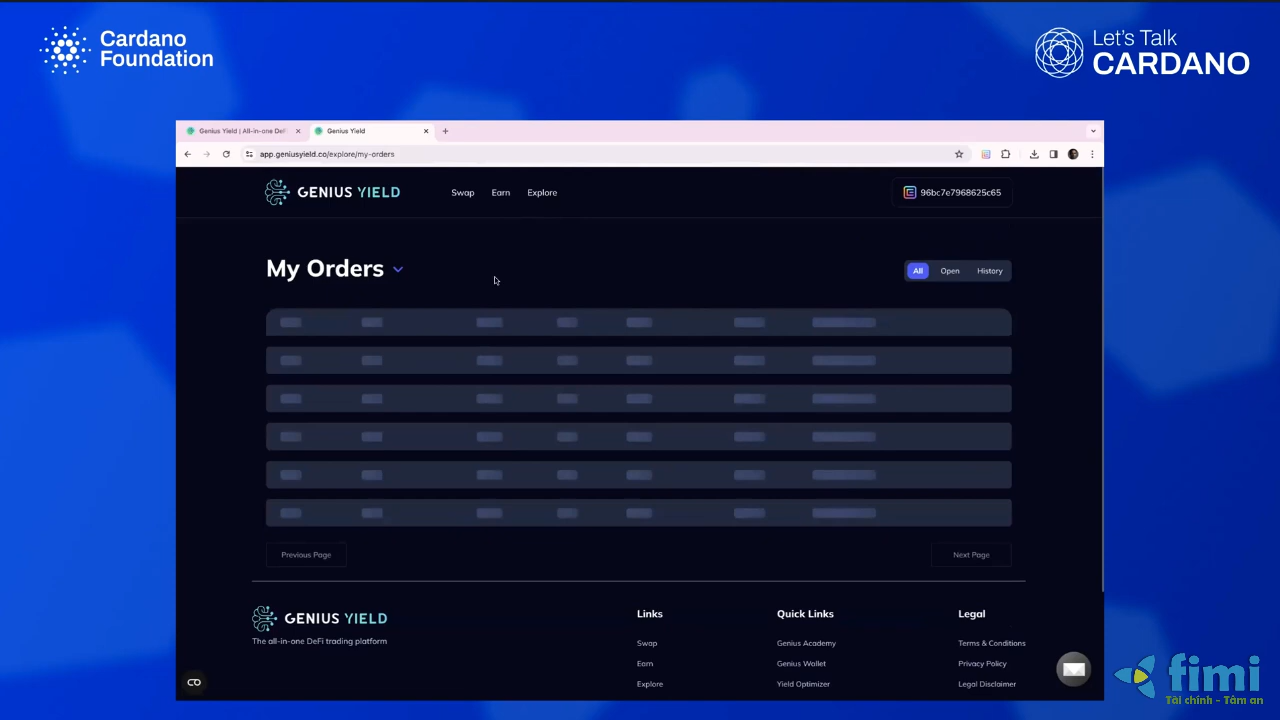 Cardano
Foundation
Let's Talk
CARDANO
Genius Yield | All-in-one DeFi
Genius Yield
app.geniusyield.co/explore/my-orders
GENIUS YIELD
Swap
Earn
Explore
96bc7e7968625c65
My Orders
All
Open
History
Previous Page
Next Page
GENIUS YIELD
The all-in-one DeFi trading platform
Links
Swap
Earn
Explore
Quick Links
Genius Academy
Genius Wallet
Yield Optimizer
Legal
Terms & Conditions
Privacy Policy
Legal Disclaimer
fimi
Tài chính - Tâm an